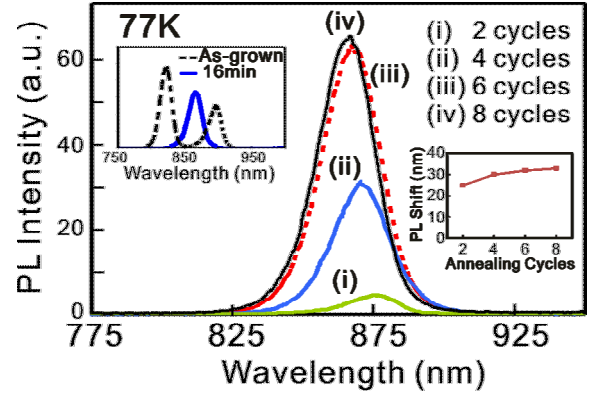 77K
As-grown
16min
750 850 950
Wavelength (nm)
(iv)
(iii)
(ii)
(i)
(i) 2 cycles
(ii) 4 cycles
(iii) 6 cycles
(iv) 8 cycles
40
30
20
10
0
PL Shift (nm)
2 4 6 8
Annealing Cycles
60
40
20
0
PL Intensity (a.u.)
775 825 875 925
Wavelength (nm)